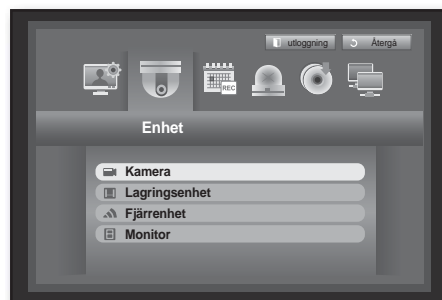 utloggning Återgå
REC
Enhet
Kamera
Lagringsenhet
Fjärrenhet
Monitor